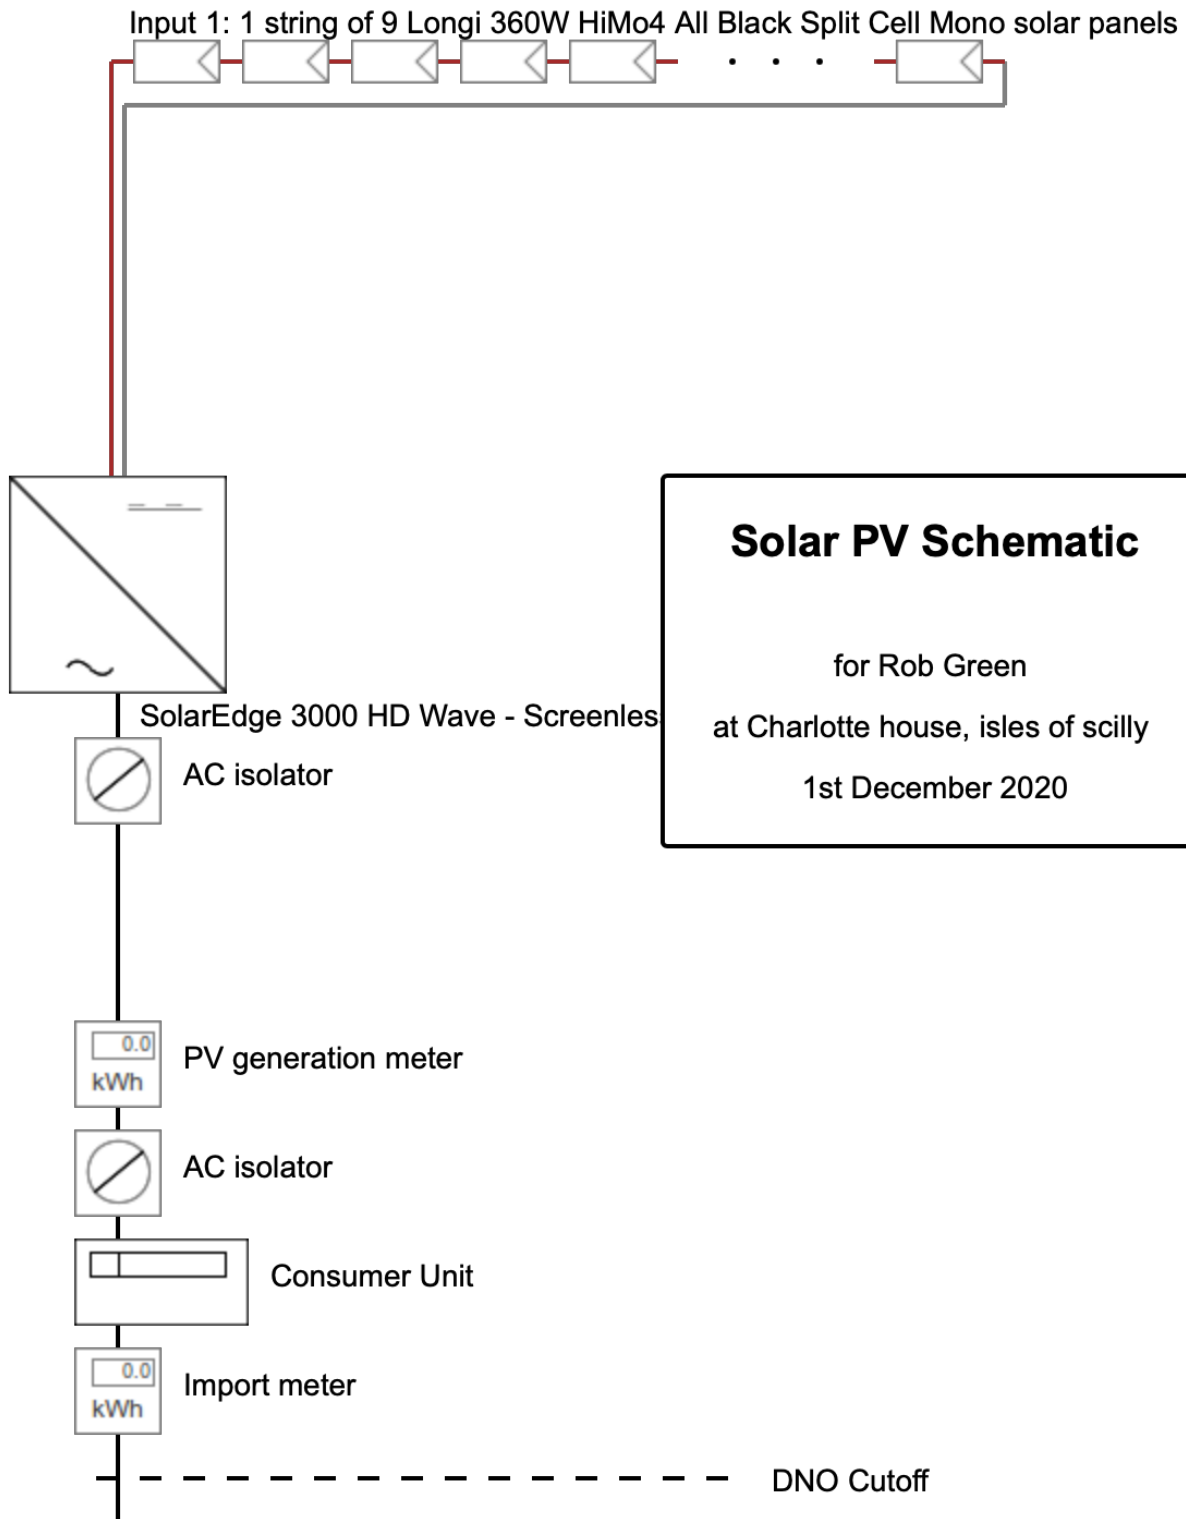 Input 1: 1 string of 9 Longi 360W HiMo4 All Black Split Cell Mono solar panels
Solar PV Schematic
for Rob Green
at Charlotte house, isles of scilly
1st December 2020
SolarEdge 3000 HD Wave - Screenles
AC isolator
0.0
kWh
PV generation meter
AC isolator
Consumer Unit
0.0
kWh
Import meter
DNO Cutoff